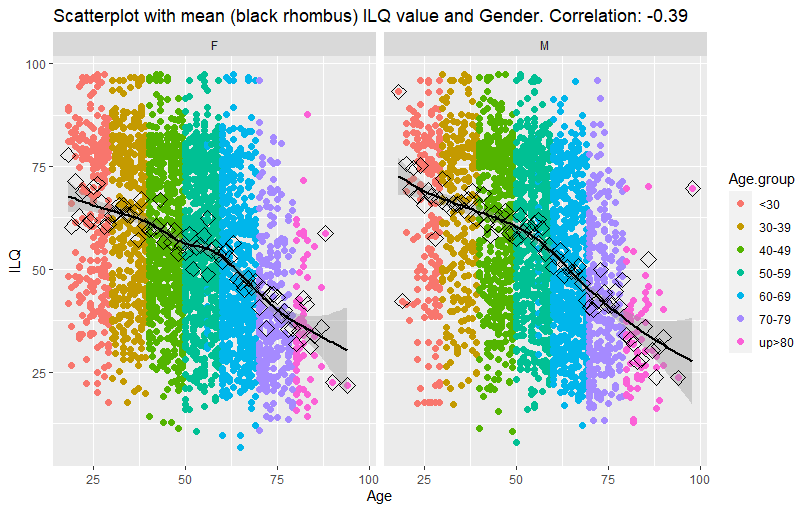 Scatterplot with mean (black rhombus) ILQ value and Gender. Correlation: -0.39
F
M
100
75
50
25
ILQ
25
50
75
100
25
50
75
100
Age
Age.group
<30
30-39
40-49
50-59
60-69
70-79
up>80